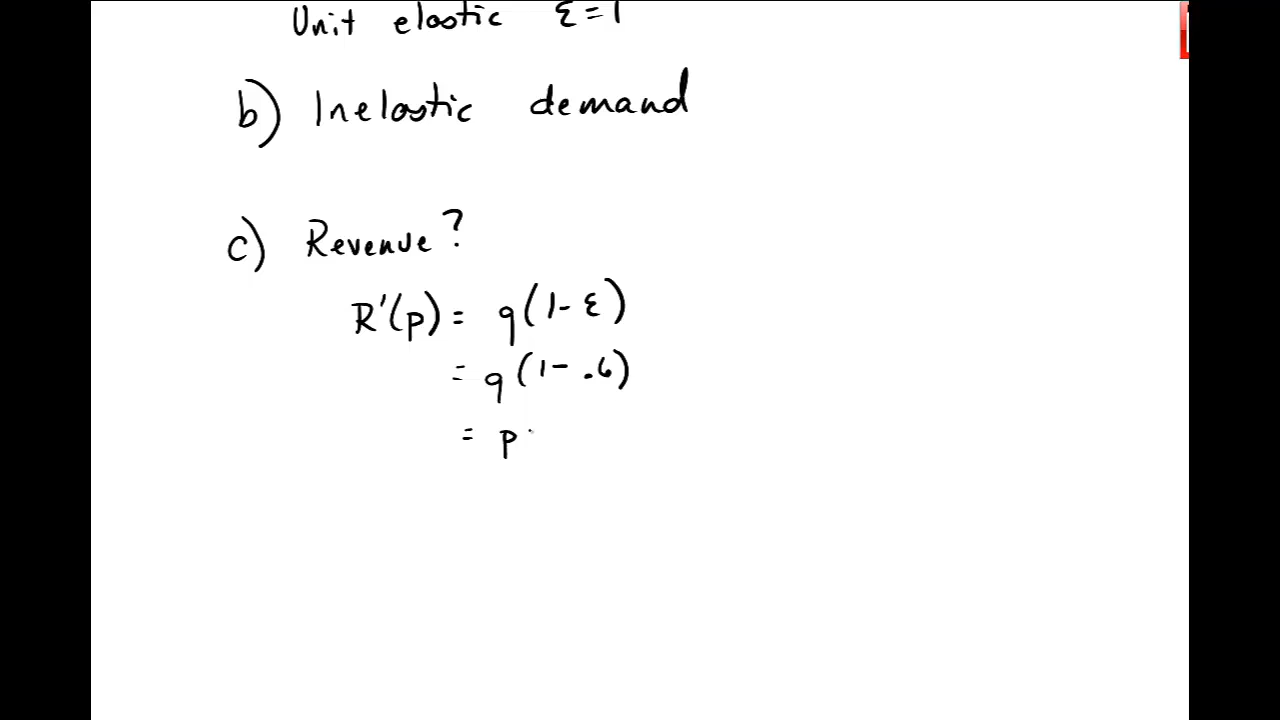 Unit elastic ε=1
b) Inelastic demand
c) Revenue?
R'(p) = q(1- ε)
= q(1- .6)
= p